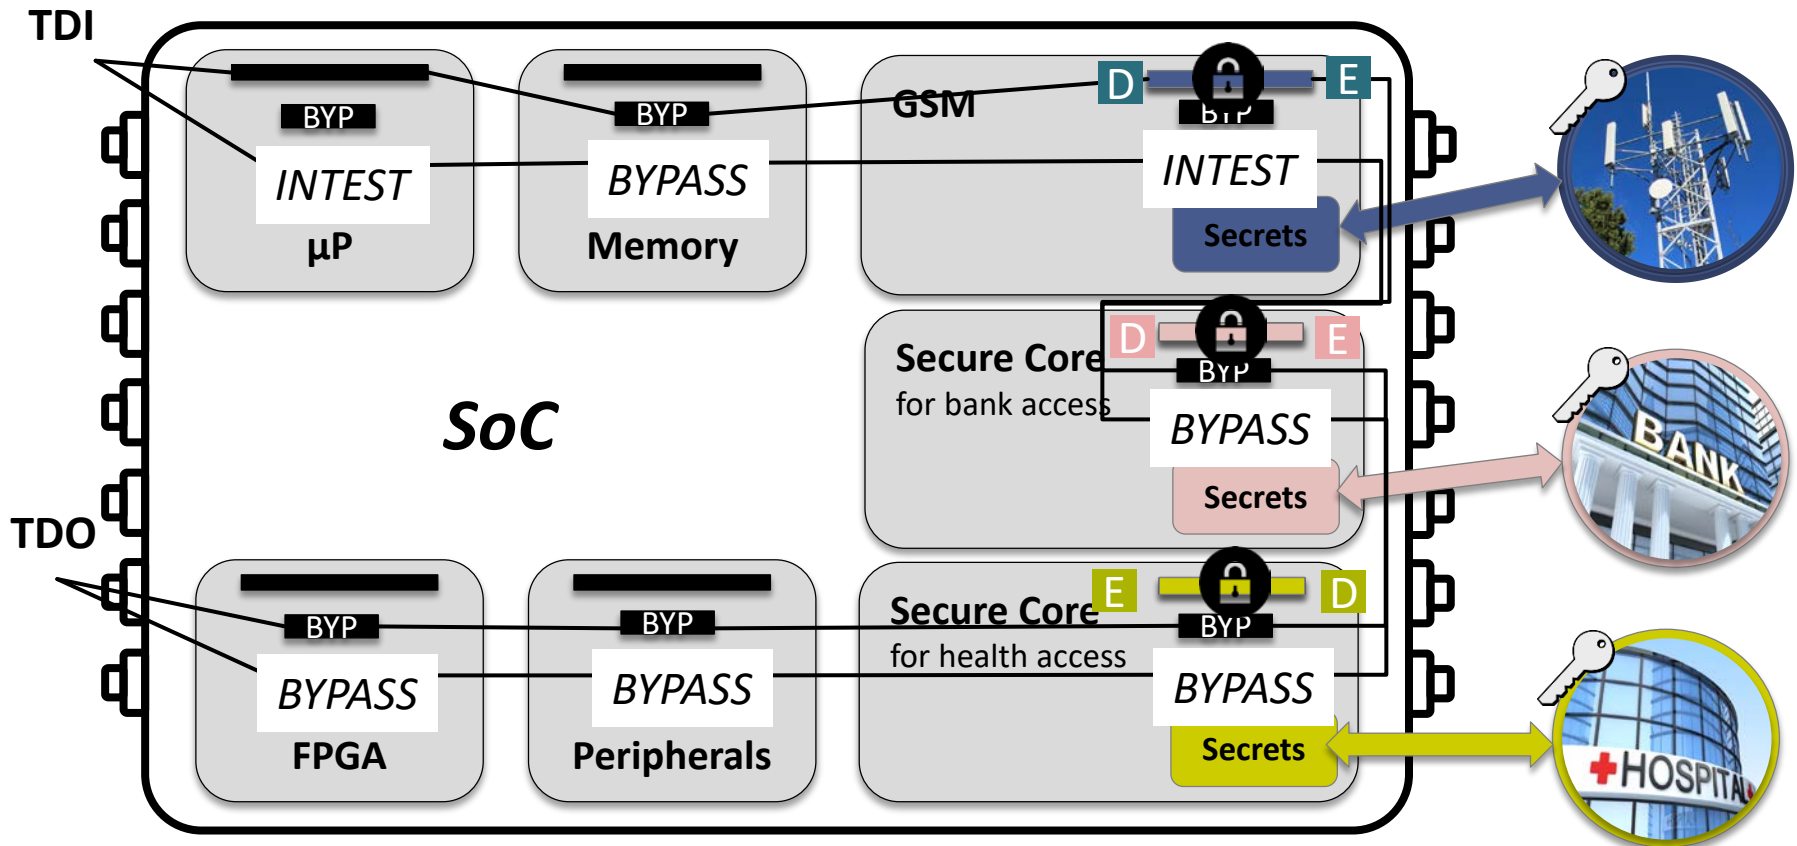 TDI
BYP
INTEST
µP
BYP
BYPASS
Memory
GSM
D
E
BYP
INTEST
Secrets
D
E
Secure Core
for bank access
BYP
BYPASS
Secrets
BANK
SoC
TDO
BYP
BYPASS
FPGA
BYP
BYPASS
Peripherals
E
D
Secure Core
for health access
BYP
BYPASS
Secrets
HOSPITAL